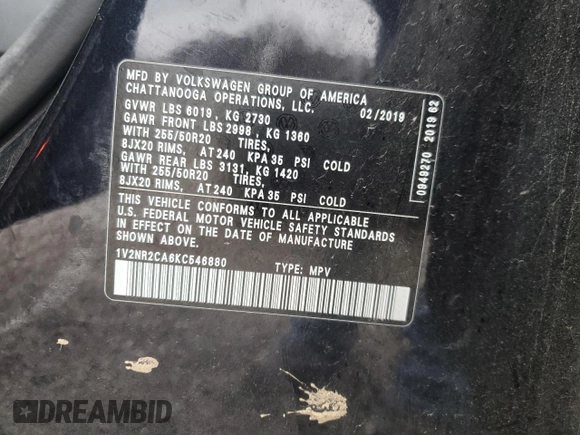 MFD BY VOLKSWAGEN GROUP OF AMERICA
CHATTANOOGA OPERATIONS, LLC.
02/2019
GVWR LBS 6019, KG 2730
GAWR FRONT LBS 2998, KG 1360
WITH 255/50R20 TIRES,
8JX20 RIMS, AT 240 KPA 35 PSI COLD
GAWR REAR LBS 3131, KG 1420
WITH 255/50R20 TIRES,
8JX20 RIMS, AT 240 KPA 35 PSI COLD
THIS VEHICLE CONFORMS TO ALL APPLICABLE
U.S. FEDERAL MOTOR VEHICLE SAFETY STANDARDS
IN EFFECT ON THE DATE OF MANUFACTURE
SHOWN ABOVE.
1V2NR2CA6KC546880 TYPE: MPV
0949270 2019 62
DREAMBID